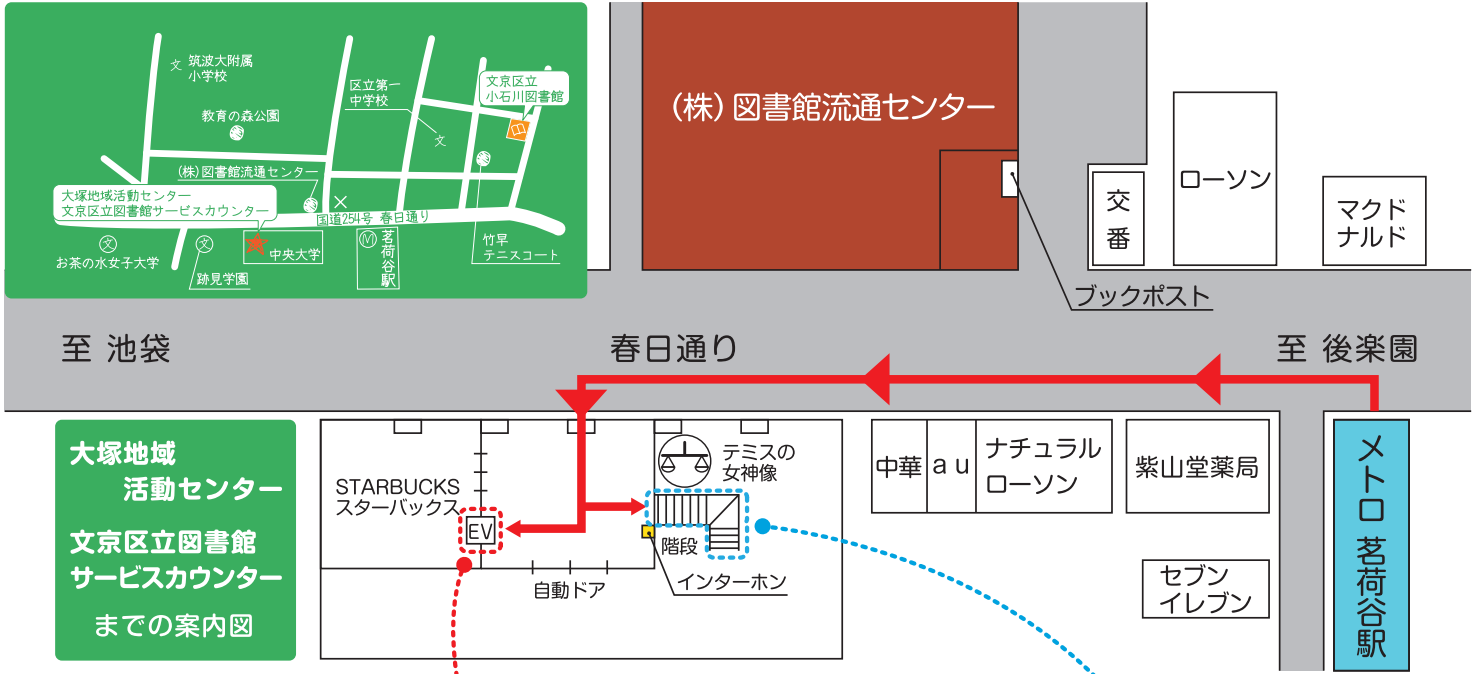 文 筑波大附属
小学校
教育の森公園
区立第一
中学校
文
文京区立
小石川図書館
(株)図書館流通センター
大塚地域活動センター
文京区立図書館サービスカウンター
国道254号 春日通り
文
お茶の水女子大学
文
跡見学園
中央大学
M
茗荷谷駅
竹早
テニスコート
(株)図書館流通センター
交番
ローソン
マクド
ナルド
ブックポスト
至 池袋
春日通り
至 後楽園
大塚地域
活動センター
文京区立図書館
サービスカウンター
までの案内図
STARBUCKS
スターバックス
EV
テミスの
女神像
階段
インターホン
自動ドア
中華
au
ナチュラル
ローソン
紫山堂薬局
セブン
イレブン
メトロ 茗荷谷駅